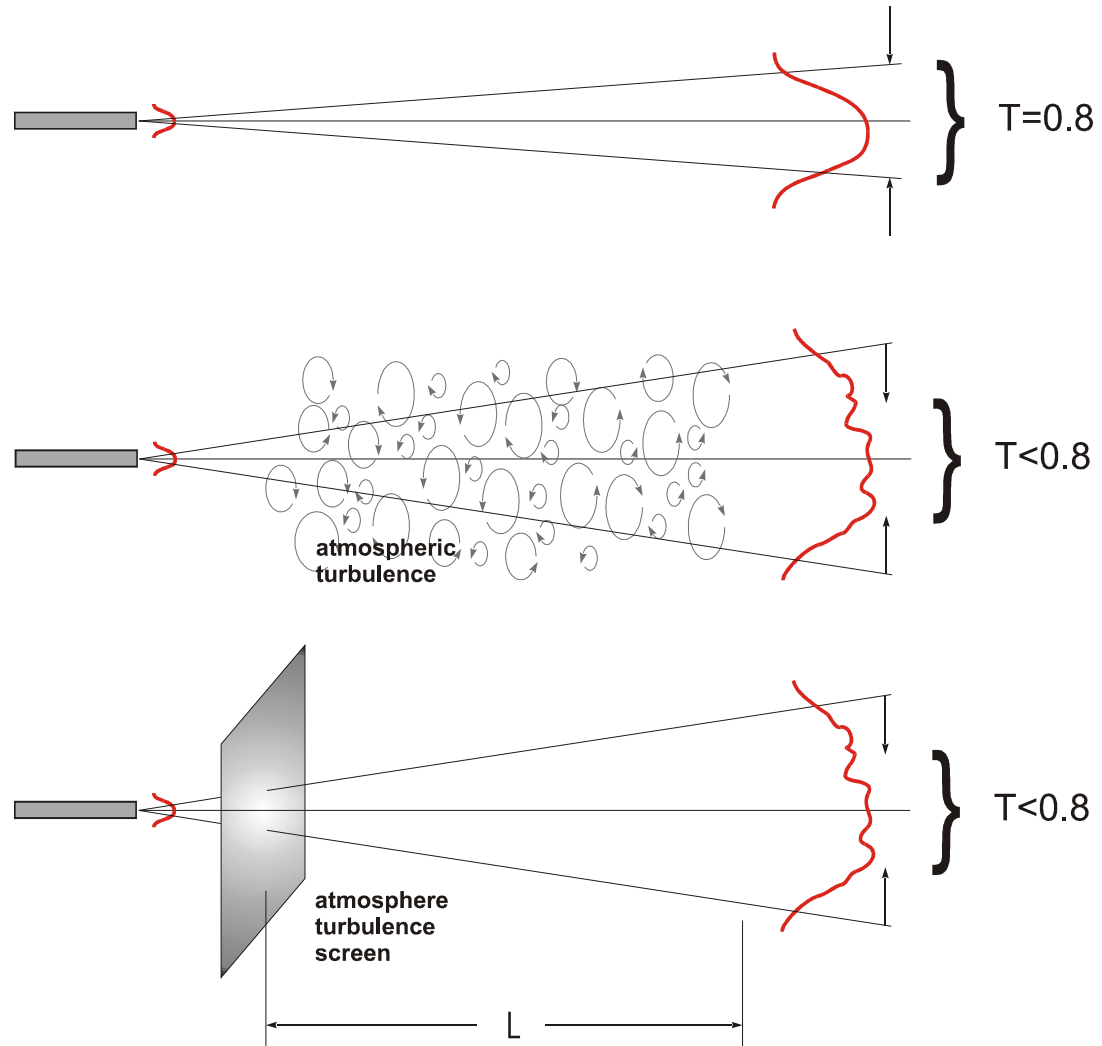 T=0.8
T<0.8
atmospheric
turbulence
T<0.8
atmosphere
turbulence
screen
L